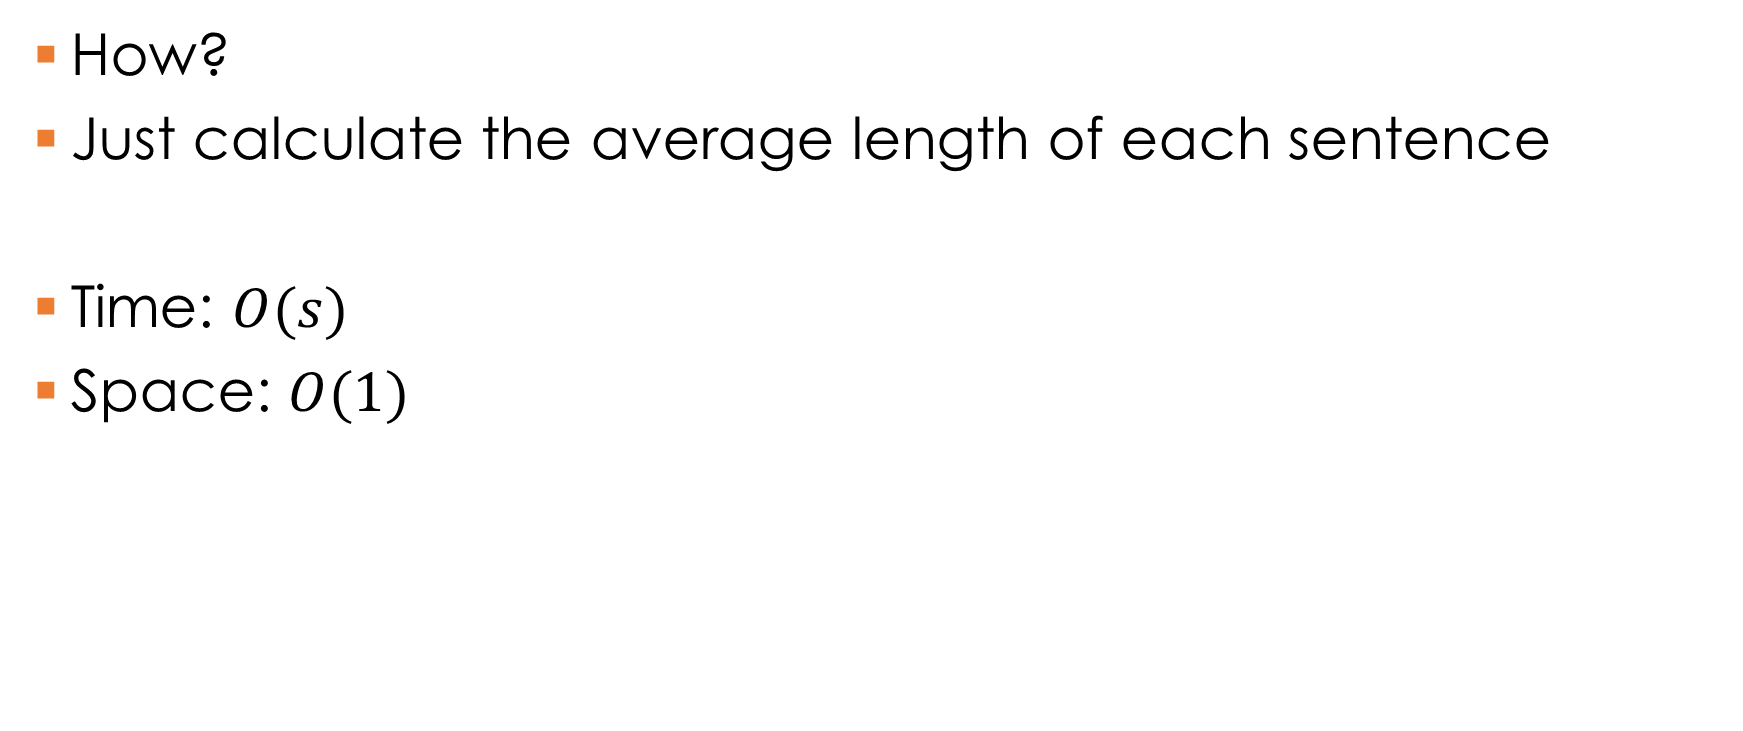 ▪ How?
▪ Just calculate the average length of each sentence
▪ Time: 𝑂(𝑠)
▪ Space: 𝑂(1)